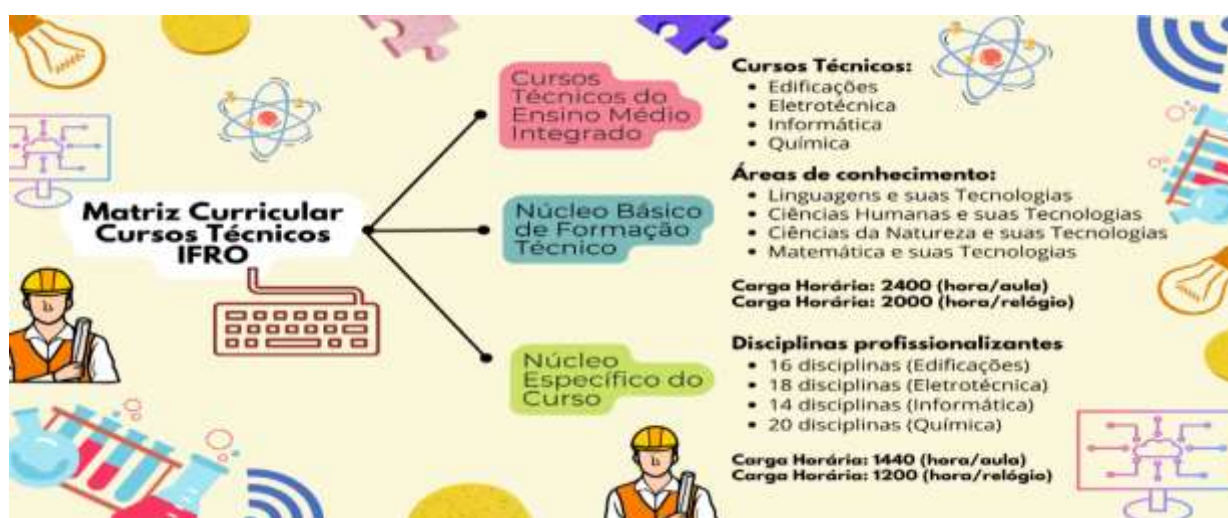 Matriz Curricular
Cursos Técnicos
IFRO
Cursos
Técnicos do
Ensino Médio
Integrado
Cursos Técnicos:
• Edificações
• Eletrotécnica
• Informática
• Química
Núcleo Básico
de Formação
Técnico
Áreas de conhecimento:
• Linguagens e suas Tecnologias
• Ciências Humanas e suas Tecnologias
• Ciências da Natureza e suas Tecnologias
• Matemática e suas Tecnologias
Carga Horária: 2400 (hora/aula)
Carga Horária: 2000 (hora/relógio)
Núcleo
Específico do
Curso
Disciplinas profissionalizantes
• 16 disciplinas (Edificações)
• 18 disciplinas (Eletrotécnica)
• 14 disciplinas (Informática)
• 20 disciplinas (Química)
Carga Horária: 1440 (hora/aula)
Carga Horária: 1200 (hora/relógio)